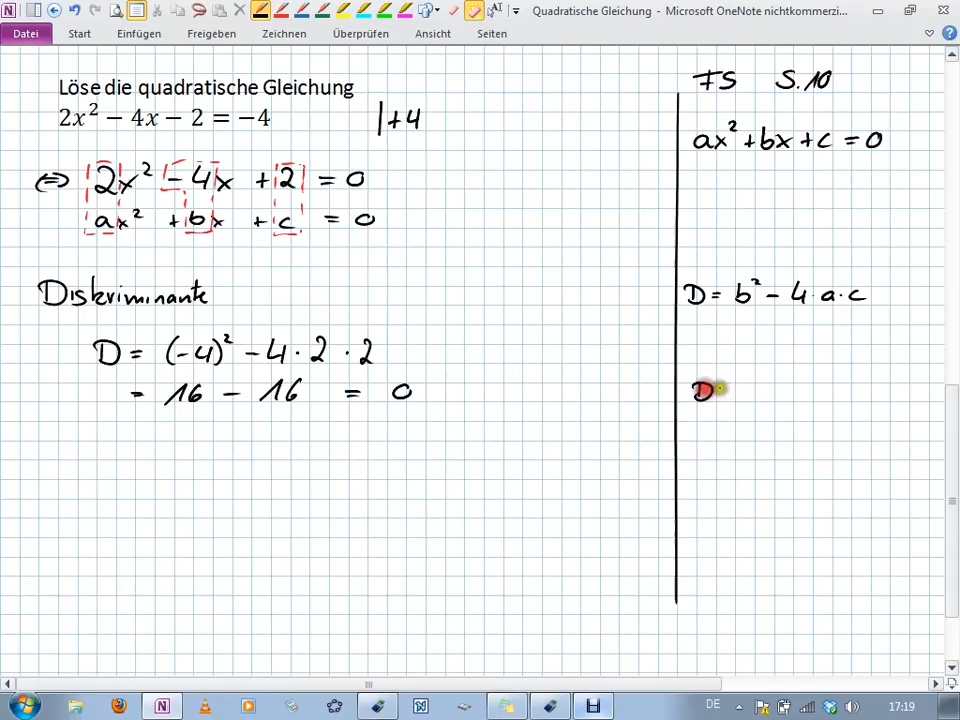 Quadratische Gleichung - Microsoft OneNote nichtkommerzi...
Datei Start Einfügen Freigeben Zeichnen Überprüfen Ansicht Seiten
Löse die quadratische Gleichung
2x² − 4x − 2 = −4 |+4
⇔ 2x² − 4x + 2 = 0
ax² + bx + c = 0
Diskriminante
D = (−4)² − 4 · 2 · 2
= 16 − 16 = 0
FS S.10
ax² + bx + c = 0
D = b² − 4 · a · c
D
DE 17:19